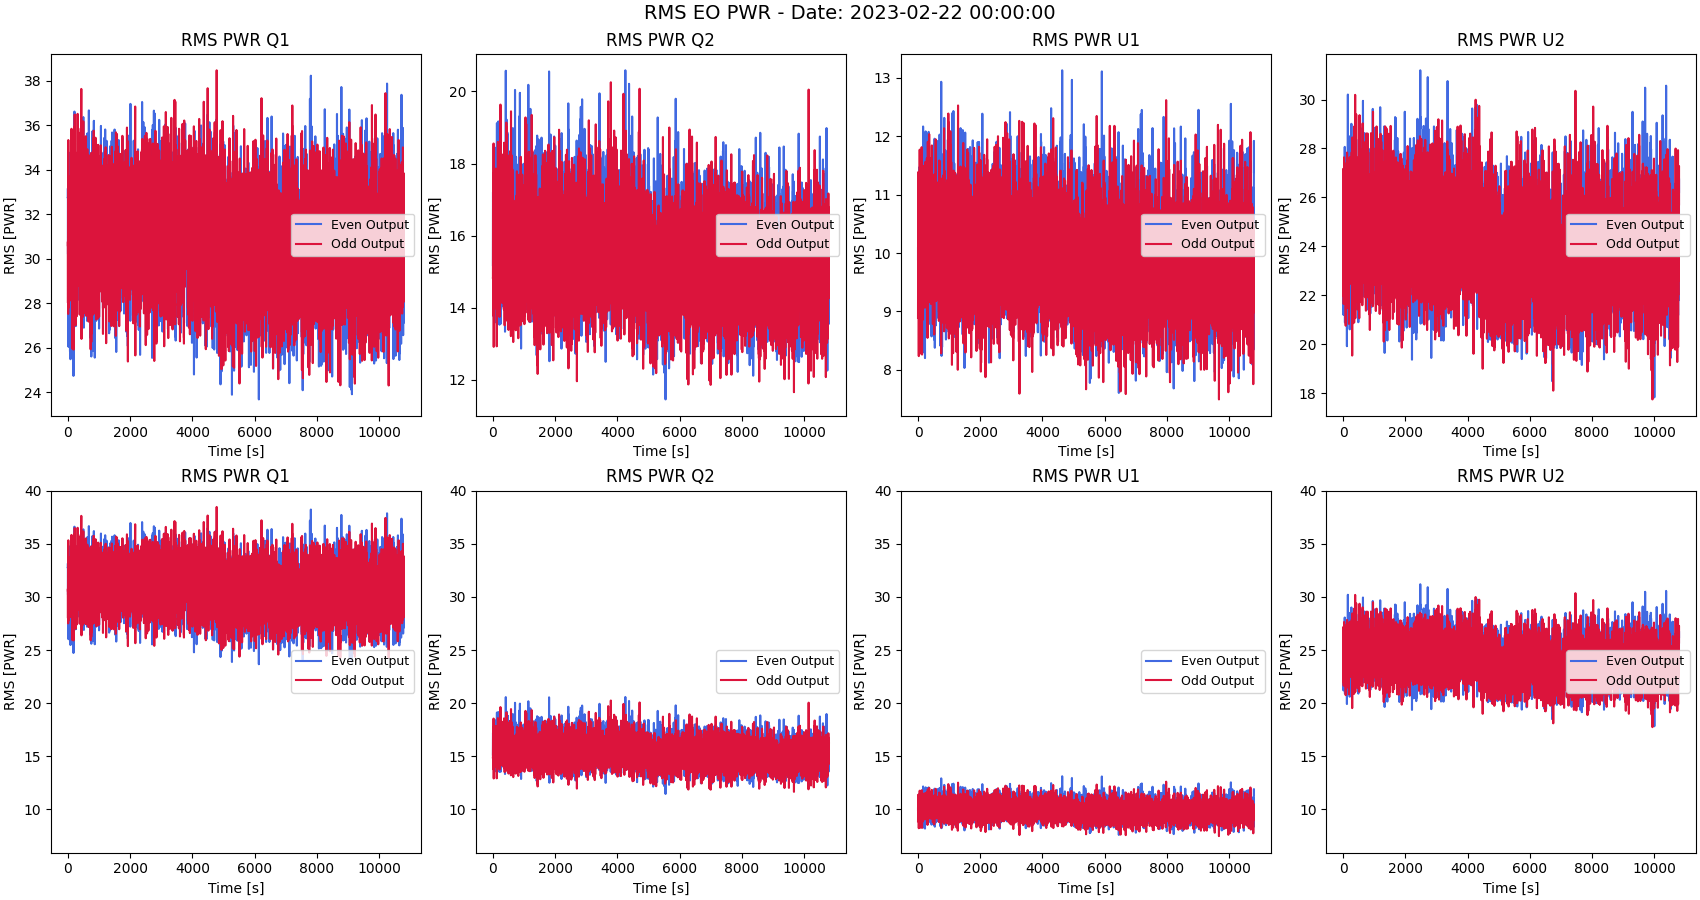 RMS EO PWR - Date: 2023-02-22 00:00:00
RMS PWR Q1
RMS [PWR]
38
36
34
32
30
28
26
24
0 2000 4000 6000 8000 10000
Time [s]
Even Output
Odd Output
RMS PWR Q2
RMS [PWR]
20
18
16
14
12
0 2000 4000 6000 8000 10000
Time [s]
Even Output
Odd Output
RMS PWR U1
RMS [PWR]
13
12
11
10
9
8
0 2000 4000 6000 8000 10000
Time [s]
Even Output
Odd Output
RMS PWR U2
RMS [PWR]
30
28
26
24
22
20
18
0 2000 4000 6000 8000 10000
Time [s]
Even Output
Odd Output
RMS PWR Q1
RMS [PWR]
40
35
30
25
20
15
10
0 2000 4000 6000 8000 10000
Time [s]
Even Output
Odd Output
RMS PWR Q2
RMS [PWR]
40
35
30
25
20
15
10
0 2000 4000 6000 8000 10000
Time [s]
Even Output
Odd Output
RMS PWR U1
RMS [PWR]
40
35
30
25
20
15
10
0 2000 4000 6000 8000 10000
Time [s]
Even Output
Odd Output
RMS PWR U2
RMS [PWR]
40
35
30
25
20
15
10
0 2000 4000 6000 8000 10000
Time [s]
Even Output
Odd Output